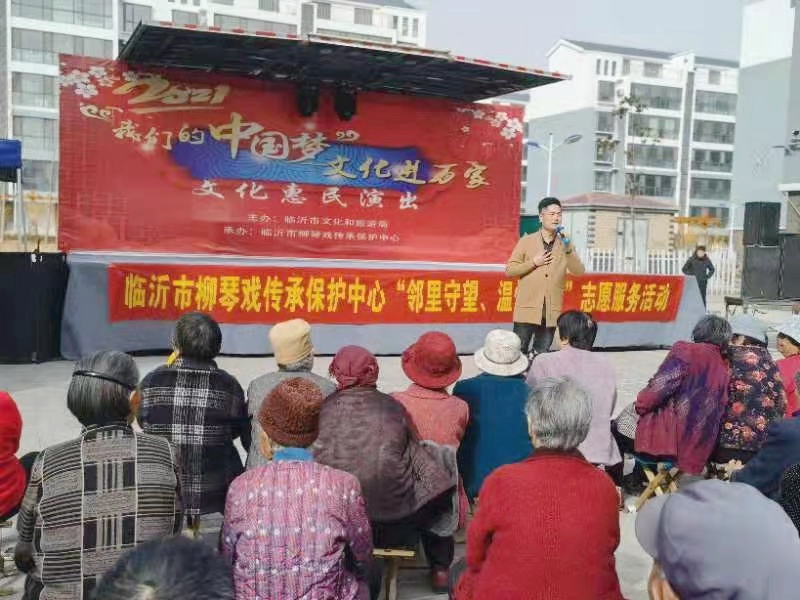 2021
我们的中国梦
文化进万家
文化惠民演出
主办：临沂市文化和旅游局
承办：临沂市柳琴戏传承保护中心
临沂市柳琴戏传承保护中心“邻里守望、温 ”志愿服务活动